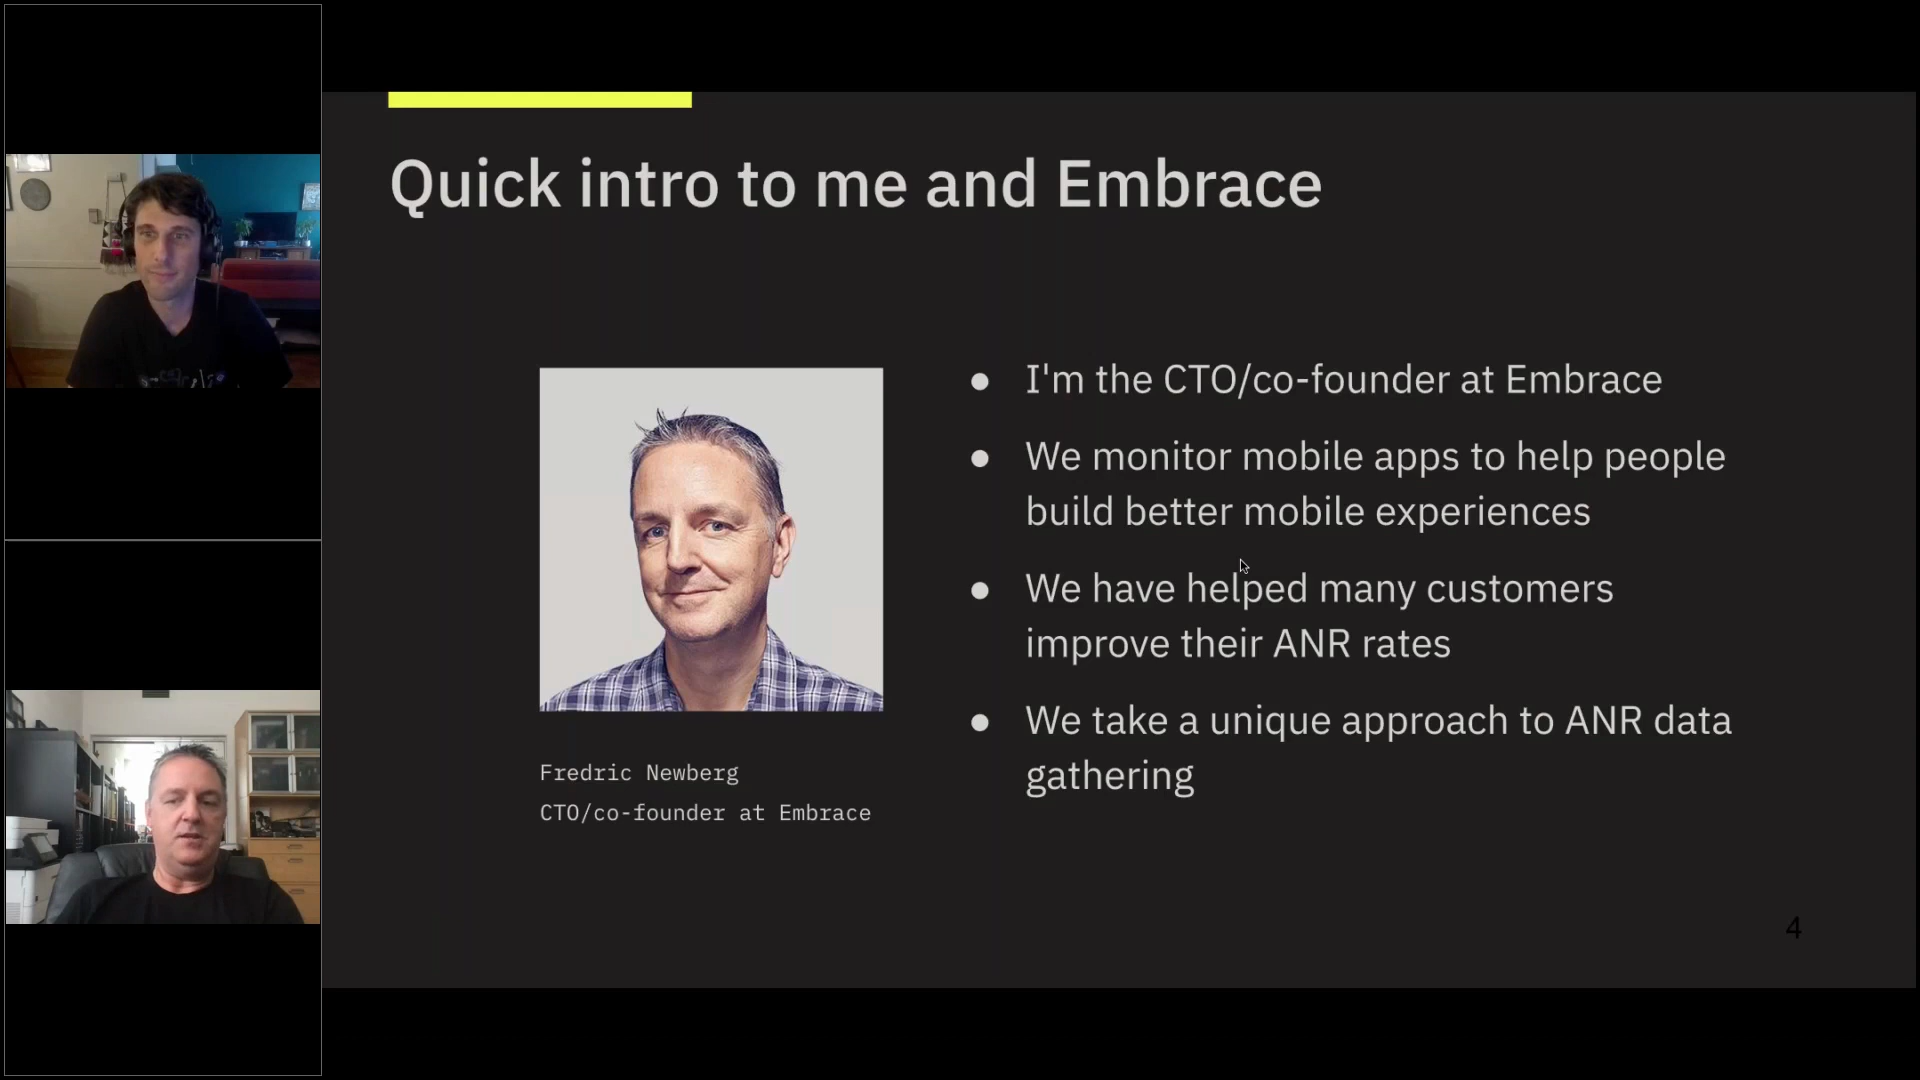 Quick intro to me and Embrace
Fredric Newberg
CTO/co-founder at Embrace
● I'm the CTO/co-founder at Embrace
● We monitor mobile apps to help people
build better mobile experiences
● We have helped many customers
improve their ANR rates
● We take a unique approach to ANR data
gathering
4